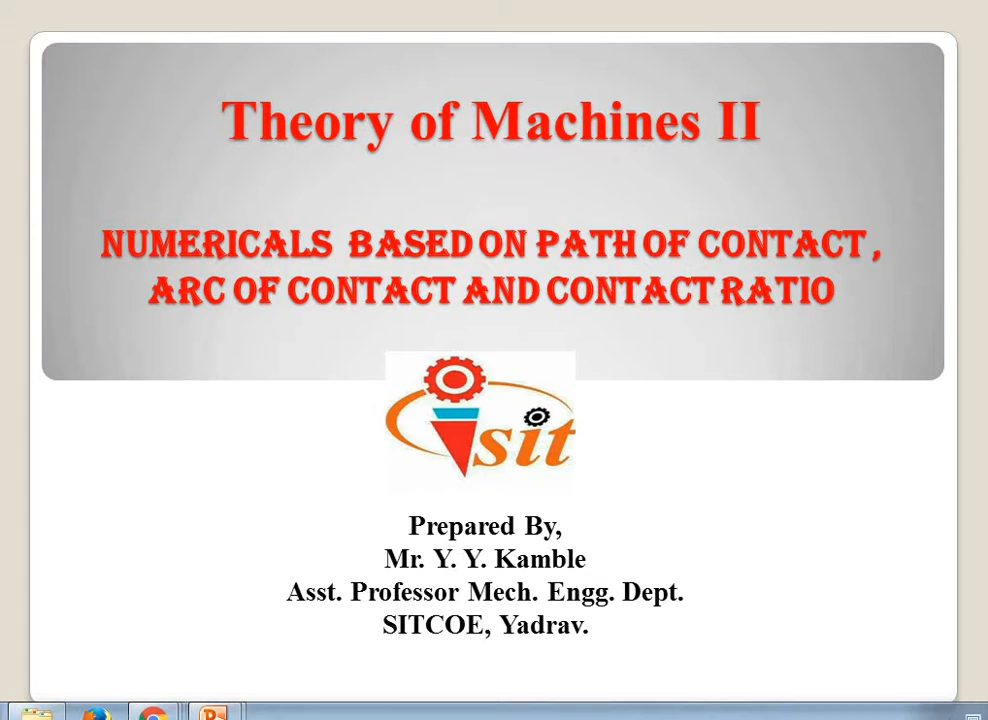 Theory of Machines II
NUMERICALS BASED ON PATH OF CONTACT ,
ARC OF CONTACT AND CONTACT RATIO
sit
Prepared By,
Mr. Y. Y. Kamble
Asst. Professor Mech. Engg. Dept.
SITCOE, Yadrav.